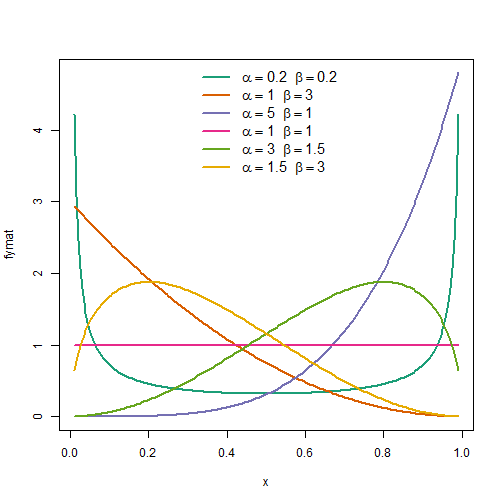 α = 0.2 β = 0.2
α = 1 β = 3
α = 5 β = 1
α = 1 β = 1
α = 3 β = 1.5
α = 1.5 β = 3
4
3
2
1
0
fymat
0.0 0.2 0.4 0.6 0.8 1.0
x